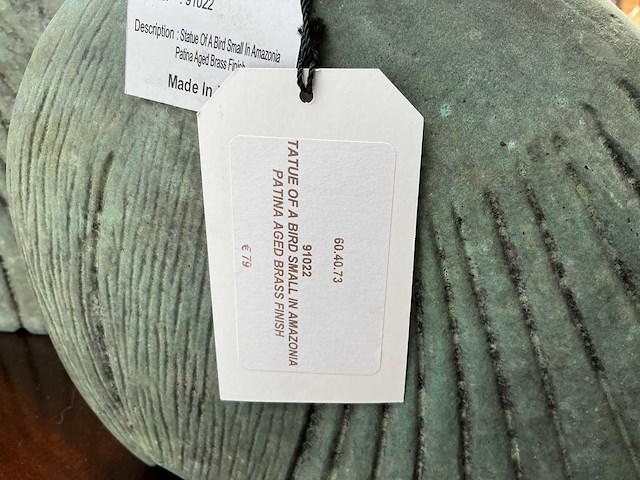 91022
Description : Statue Of A Bird Small In Amazonia
Patina Aged Brass Finish
Made In
60.40.73
91022
TATUE OF A BIRD SMALL IN AMAZONIA
PATINA AGED BRASS FINISH
€ 79